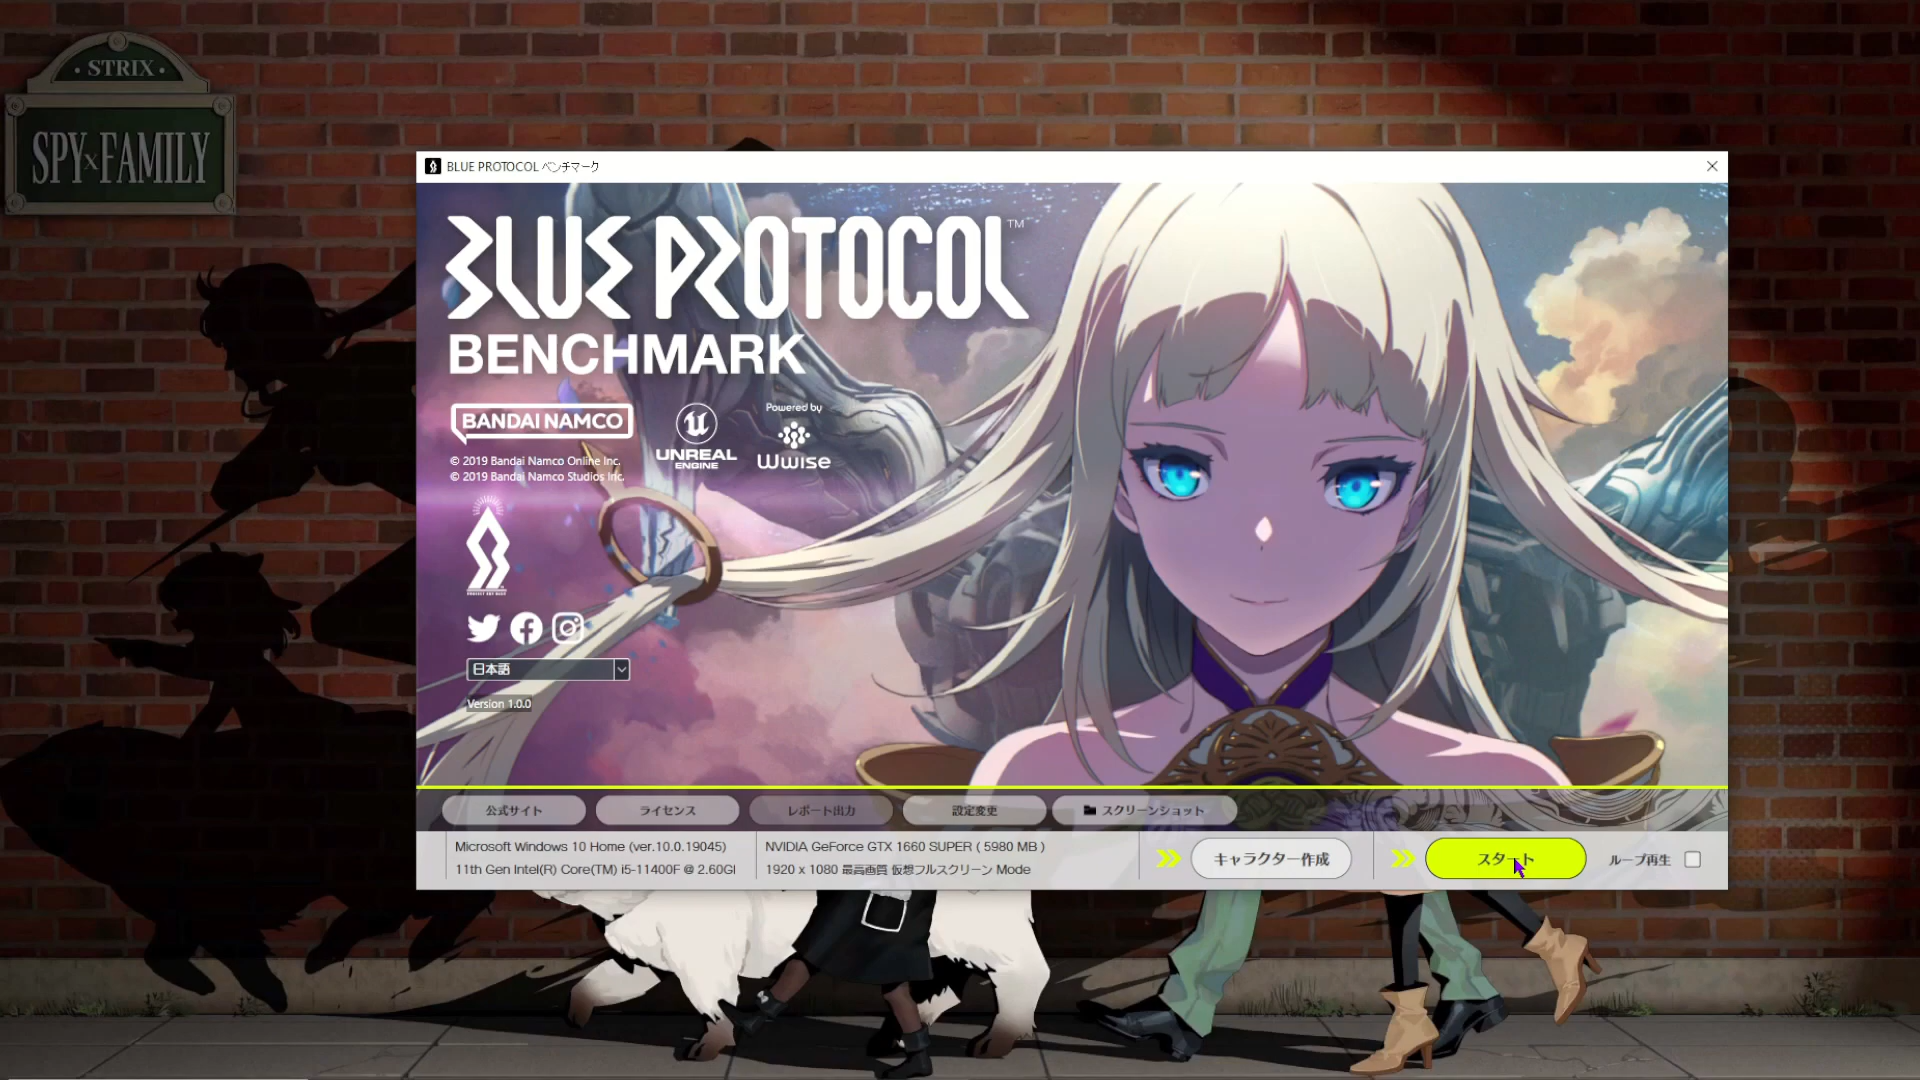 · STRIX ·
SPY×FAMILY
BLUE PROTOCOL ベンチマーク
BLUE PROTOCOL™
BENCHMARK
BANDAI NAMCO
UNREAL
ENGINE
Powered by
Wwise
© 2019 Bandai Namco Online Inc.
© 2019 Bandai Namco Studios Inc.
PROJECT SKY BLUE
日本語
Version 1.0.0
公式サイト
ライセンス
レポート出力
設定変更
スクリーンショット
Microsoft Windows 10 Home (ver.10.0.19045)
11th Gen Intel(R) Core(TM) i5-11400F @ 2.60GI
NVIDIA GeForce GTX 1660 SUPER ( 5980 MB )
1920 x 1080 最高画質 仮想フルスクリーン Mode
キャラクター作成
スタート
ループ再生